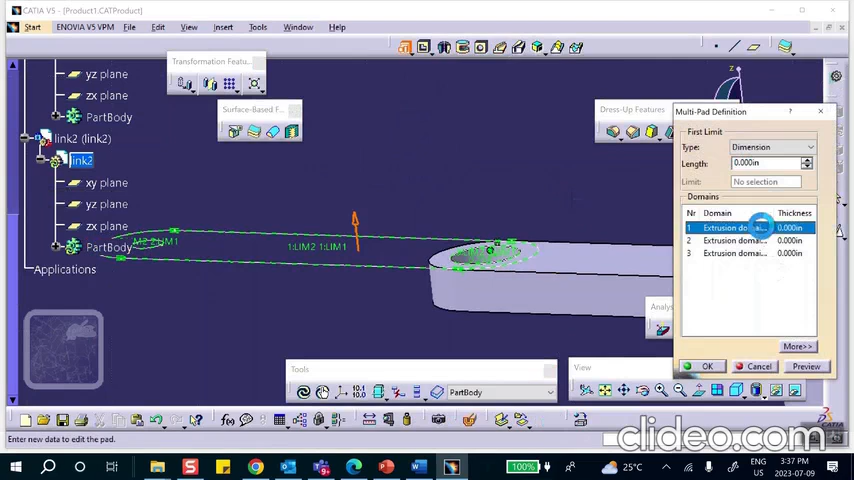 CATIA V5 - [Product1.CATProduct]
Start ENOVIA V5 VPM File Edit View Insert Tools Window Help
Transformation Featu...
Surface-Based F...
Dress-Up Features
yz plane
zx plane
PartBody
link2 (link2)
link2
xy plane
yz plane
zx plane
PartBody
Applications
1:LIM2 1:LIM1
z
Multi-Pad Definition
? ×
First Limit
Type: Dimension
Length: 0.000in
Limit: No selection
Domains
Nr Domain Thickness
1 Extrusion domai... 0.000in
2 Extrusion domai... 0.000in
3 Extrusion domai... 0.000in
More>>
OK Cancel Preview
Analys
Tools
PartBody
View
Enter new data to edit the pad.
clideo.com
100%
25°C
ENG
US
3:37 PM
2023-07-09